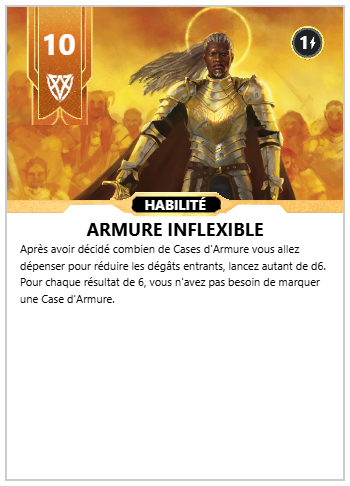 10
1
HABILITÉ
ARMURE INFLEXIBLE
Après avoir décidé combien de Cases d'Armure vous allez
dépenser pour réduire les dégâts entrants, lancez autant de d6.
Pour chaque résultat de 6, vous n'avez pas besoin de marquer
une Case d'Armure.